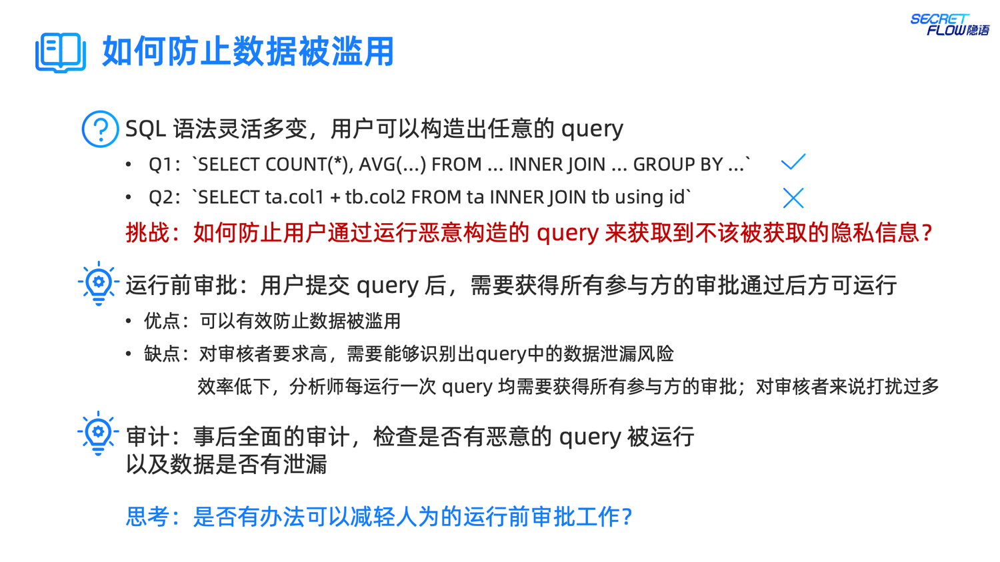 SECRET
FLOW隐语
如何防止数据被滥用
SQL 语法灵活多变，用户可以构造出任意的 query
• Q1：`SELECT COUNT(*), AVG(...) FROM ... INNER JOIN ... GROUP BY ...`
• Q2：`SELECT ta.col1 + tb.col2 FROM ta INNER JOIN tb using id`
挑战：如何防止用户通过运行恶意构造的 query 来获取到不该被获取的隐私信息？
运行前审批：用户提交 query 后，需要获得所有参与方的审批通过后方可运行
• 优点：可以有效防止数据被滥用
• 缺点：对审核者要求高，需要能够识别出query中的数据泄漏风险
效率低下，分析师每运行一次 query 均需要获得所有参与方的审批；对审核者来说打扰过多
审计：事后全面的审计，检查是否有恶意的 query 被运行
以及数据是否有泄漏
思考：是否有办法可以减轻人为的运行前审批工作？